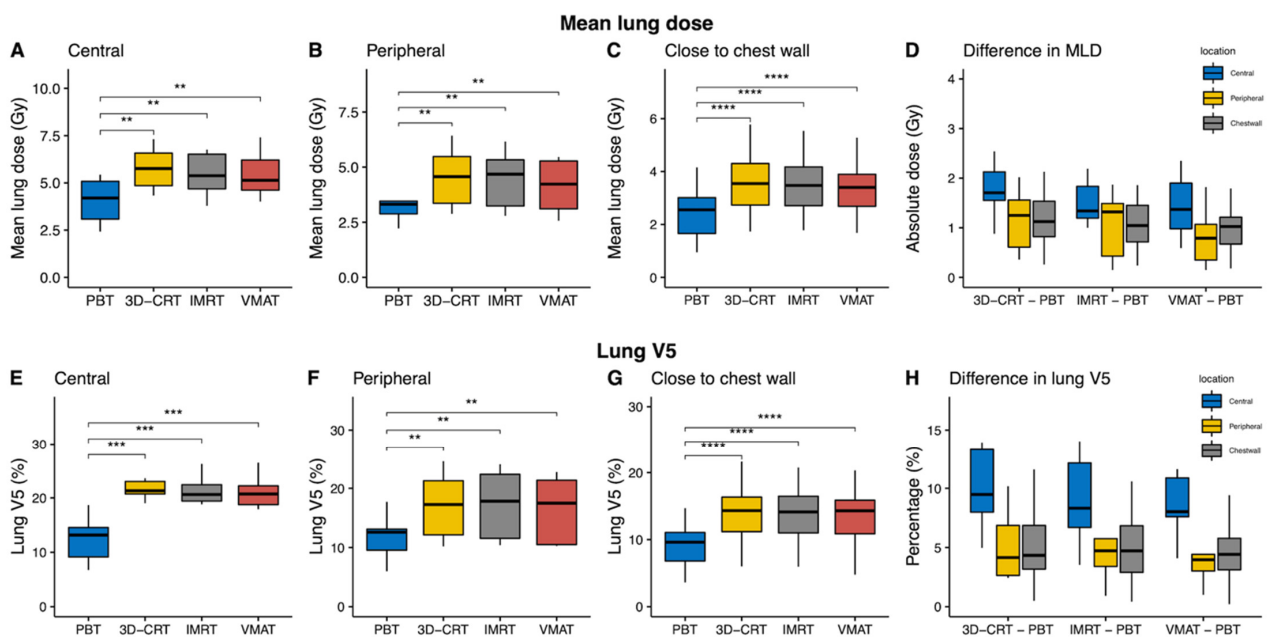 Mean lung dose
A Central
Mean lung dose (Gy)
10.0
7.5
5.0
2.5
0.0
**
**
**
PBT 3D–CRT IMRT VMAT
B Peripheral
Mean lung dose (Gy)
7.5
5.0
2.5
0.0
**
**
**
PBT 3D–CRT IMRT VMAT
C Close to chest wall
Mean lung dose (Gy)
6
4
2
0
****
****
****
PBT 3D–CRT IMRT VMAT
D Difference in MLD
Absolute dose (Gy)
4
3
2
1
0
location
Central
Peripheral
Chestwall
3D–CRT – PBT IMRT – PBT VMAT – PBT
Lung V5
E Central
Lung V5 (%)
30
20
10
0
***
***
***
PBT 3D–CRT IMRT VMAT
F Peripheral
Lung V5 (%)
30
20
10
0
**
**
**
PBT 3D–CRT IMRT VMAT
G Close to chest wall
Lung V5 (%)
30
20
10
0
****
****
****
PBT 3D–CRT IMRT VMAT
H Difference in lung V5
Percentage (%)
15
10
5
0
location
Central
Peripheral
Chestwall
3D–CRT – PBT IMRT – PBT VMAT – PBT